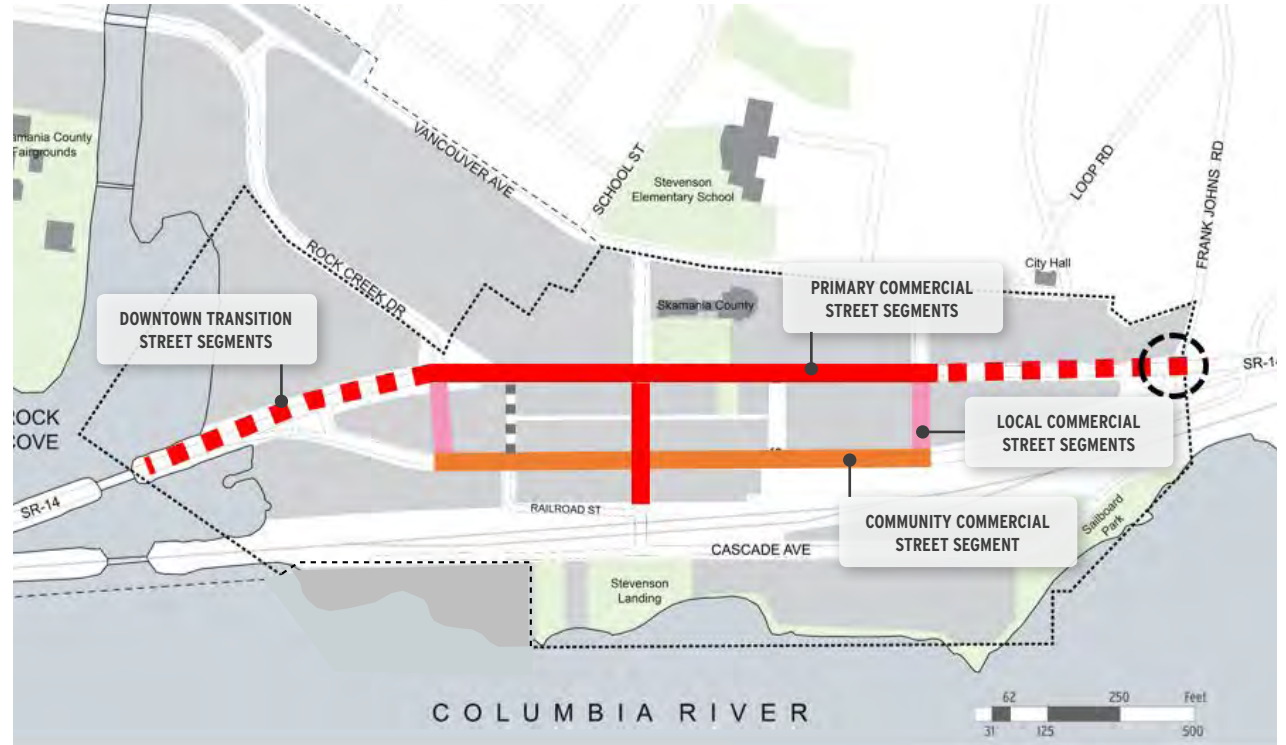 amania County
Fairgrounds
VANCOUVER AVE
SCHOOL ST
Stevenson
Elementary School
LOOP RD
FRANK JOHNS RD
ROCK CREEK DR
City Hall
Skamania County
PRIMARY COMMERCIAL
STREET SEGMENTS
DOWNTOWN TRANSITION
STREET SEGMENTS
SR-14
ROCK
COVE
LOCAL COMMERCIAL
STREET SEGMENTS
SR-14
RAILROAD ST
COMMUNITY COMMERCIAL
STREET SEGMENT
Sailboard
Park
CASCADE AVE
Stevenson
Landing
COLUMBIA RIVER
62 250 Feet
31 125 500